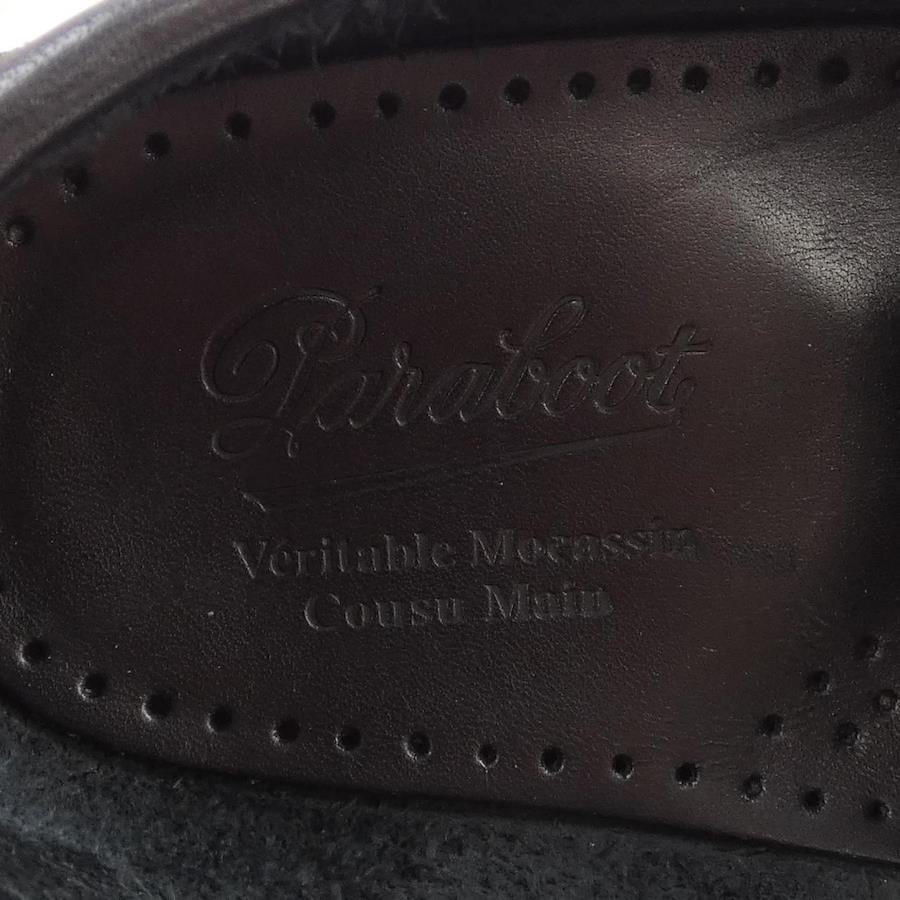 Paraboot
Véritable Mocassin
Cousu Main